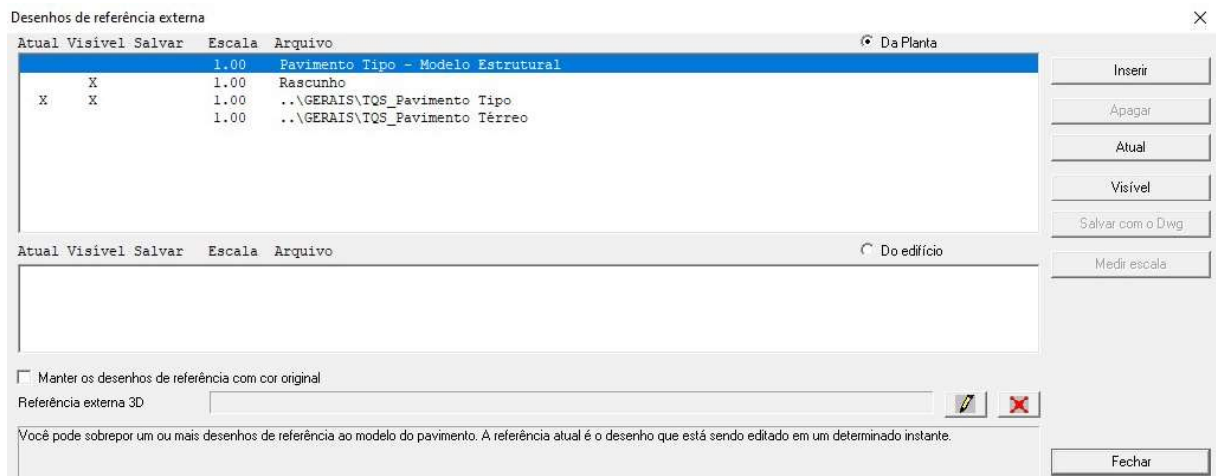 Desenhos de referência externa
Atual Visível Salvar Escala Arquivo Da Planta
1.00 Pavimento Tipo - Modelo Estrutural
X 1.00 Rascunho
X X 1.00 ..\GERAIS\TQS_Pavimento Tipo
1.00 ..\GERAIS\TQS_Pavimento Térreo
Inserir
Apagar
Atual
Visível
Salvar com o Dwg
Medir escala
Atual Visível Salvar Escala Arquivo Do edifício
Manter os desenhos de referência com cor original
Referência externa 3D
Você pode sobrepor um ou mais desenhos de referência ao modelo do pavimento. A referência atual é o desenho que está sendo editado em um determinado instante.
Fechar